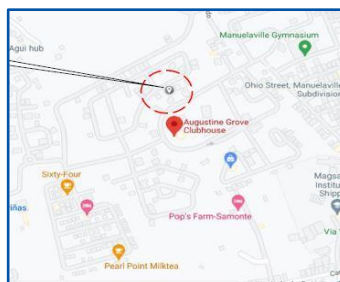 Manuelaville Gymnasium
Agui hub
Ohio Street, Manuelaville
Subdivision
Augustine Grove
Clubhouse
Sixty-Four
iñas
Pop's Farm-Samonte
Magsa
Institu
Shipp
Via
Pearl Point Milktea